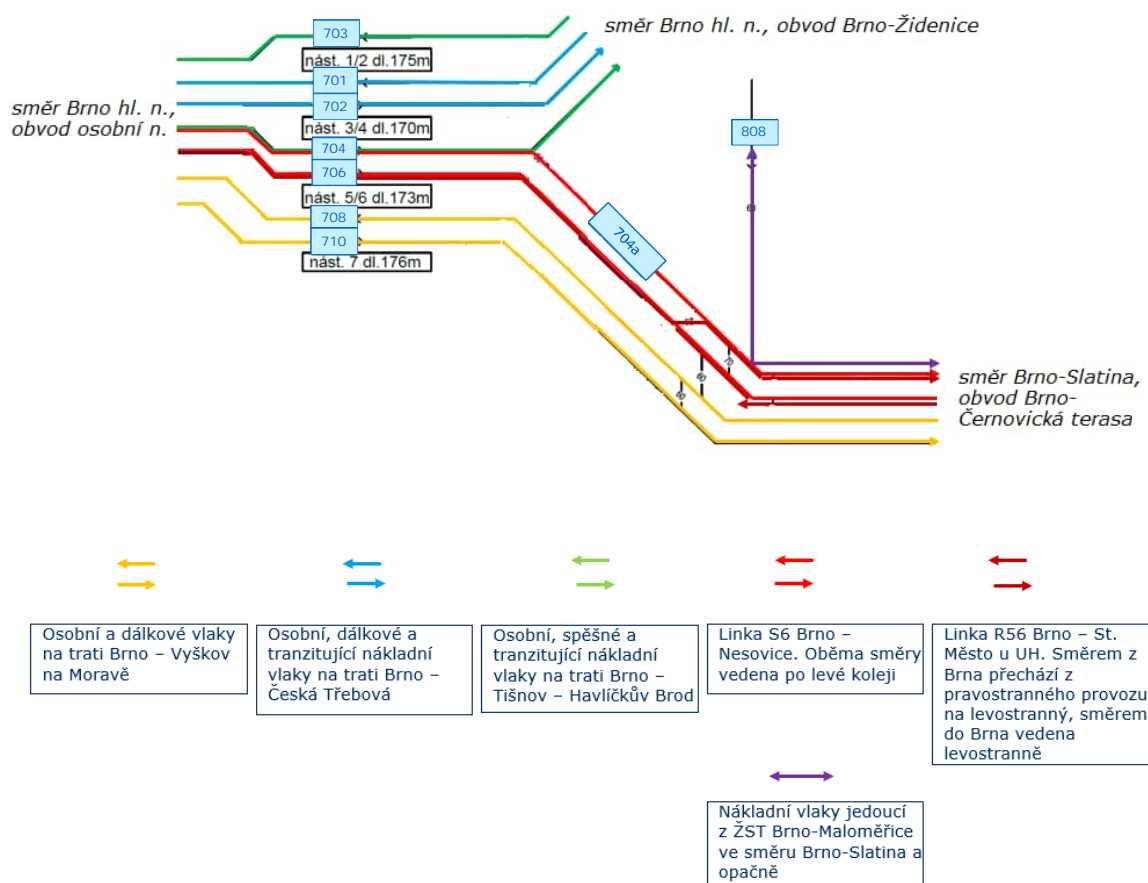 703
směr Brno hl. n., obvod Brno-Židenice
nást. 1/2 dl.175m
701
702
směr Brno hl. n.,
obvod osobní n.
nást. 3/4 dl.170m
808
704
706
nást. 5/6 dl.173m
708
710
nást. 7 dl.176m
704a
70
60
60
směr Brno-Slatina,
obvod Brno-
Černovická terasa
Osobní a dálkové vlaky
na trati Brno – Vyškov
na Moravě
Osobní, dálkové a
tranzitující nákladní
vlaky na trati Brno –
Česká Třebová
Osobní, spěšné a
tranzitující nákladní
vlaky na trati Brno –
Tišnov – Havlíčkův Brod
Linka S6 Brno –
Nesovice. Oběma směry
vedena po levé koleji
Linka R56 Brno – St.
Město u UH. Směrem z
Brna přechází z
pravostranného provozu
na levostranný, směrem
do Brna vedena
levostranně
Nákladní vlaky jedoucí
z ŽST Brno-Maloměřice
ve směru Brno-Slatina a
opačně